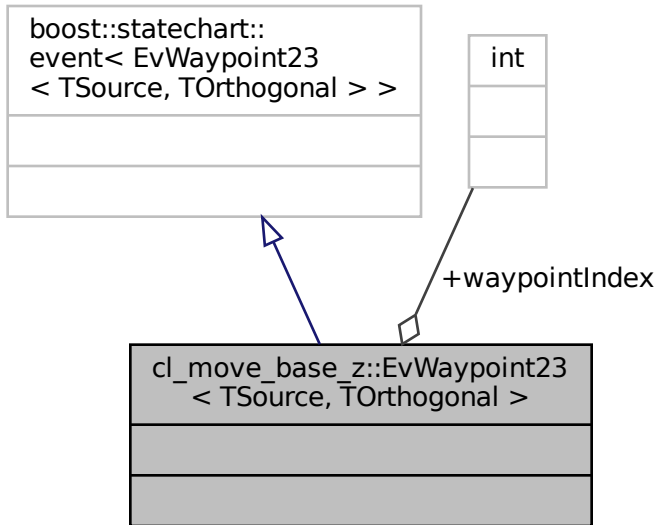 boost::statechart::
event< EvWaypoint23
< TSource, TOrthogonal > >
int
+waypointIndex
cl_move_base_z::EvWaypoint23
< TSource, TOrthogonal >